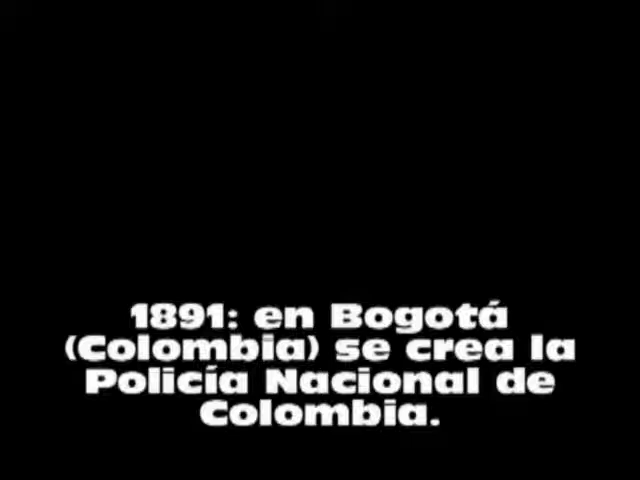 1891: en Bogotá
(Colombia) se crea la
Policía Nacional de
Colombia.